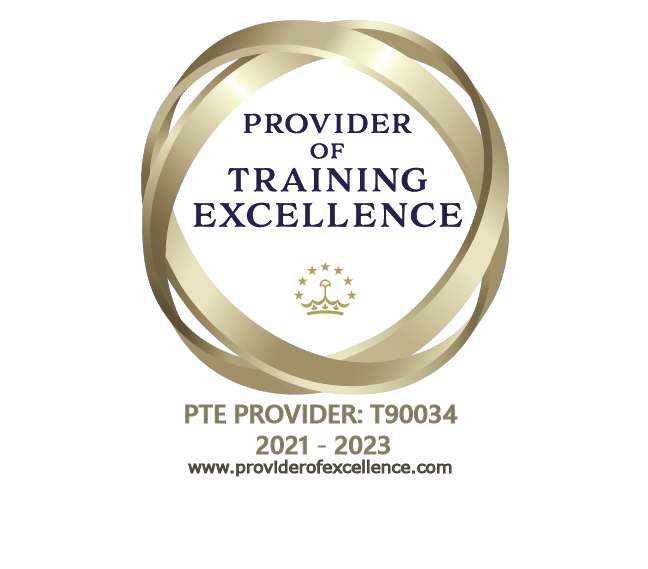 PROVIDER
OF
TRAINING
EXCELLENCE
PTE PROVIDER: T90034
2021 - 2023
www.providerofexcellence.com